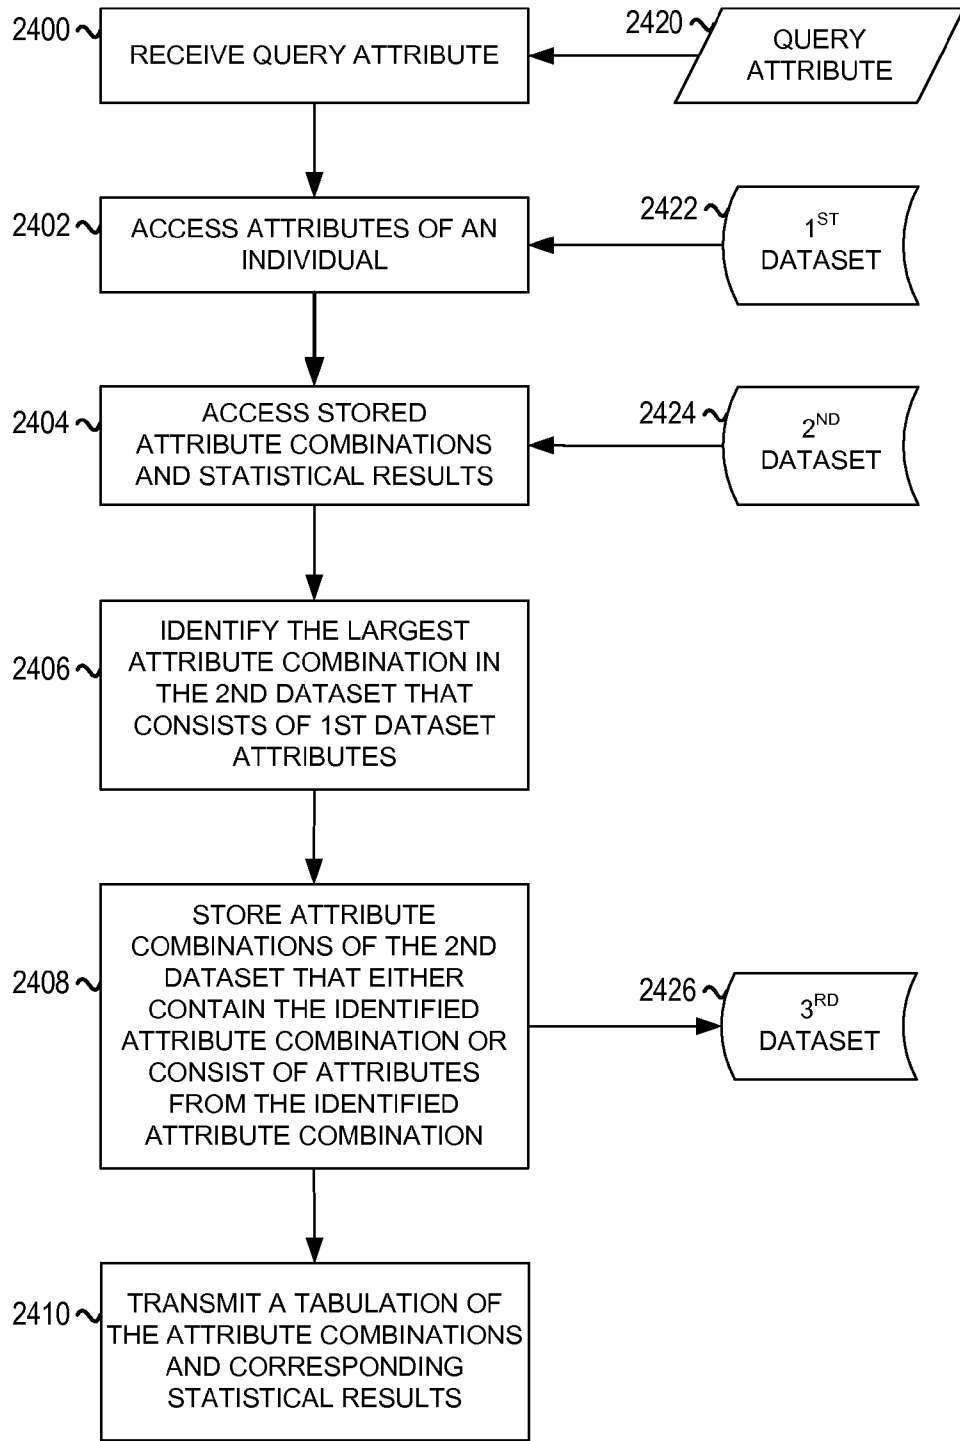 2400
RECEIVE QUERY ATTRIBUTE
2420
QUERY
ATTRIBUTE
2402
ACCESS ATTRIBUTES OF AN
INDIVIDUAL
2422
1ST
DATASET
2404
ACCESS STORED
ATTRIBUTE COMBINATIONS
AND STATISTICAL RESULTS
2424
2ND
DATASET
2406
IDENTIFY THE LARGEST
ATTRIBUTE COMBINATION IN
THE 2ND DATASET THAT
CONSISTS OF 1ST DATASET
ATTRIBUTES
2408
STORE ATTRIBUTE
COMBINATIONS OF THE 2ND
DATASET THAT EITHER
CONTAIN THE IDENTIFIED
ATTRIBUTE COMBINATION OR
CONSIST OF ATTRIBUTES
FROM THE IDENTIFIED
ATTRIBUTE COMBINATION
2426
3RD
DATASET
2410
TRANSMIT A TABULATION OF
THE ATTRIBUTE COMBINATIONS
AND CORRESPONDING
STATISTICAL RESULTS